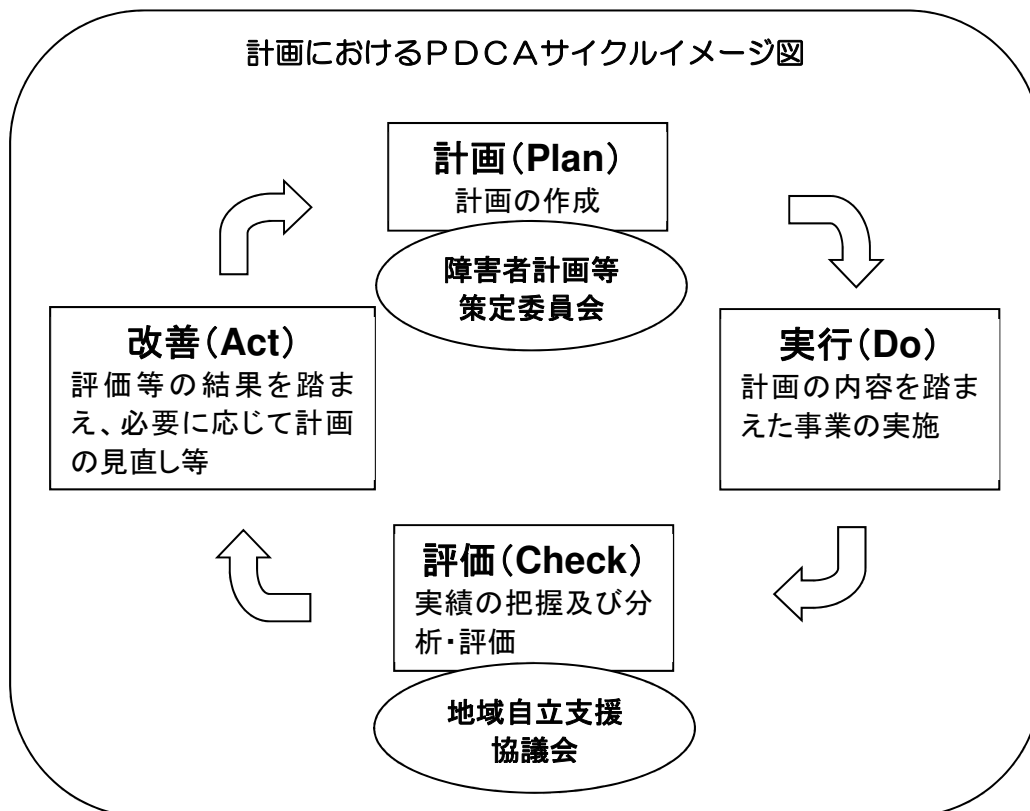 計画におけるPDCAサイクルイメージ図
計画(Plan)
計画の作成
障害者計画等
策定委員会
改善(Act)
評価等の結果を踏ま
え、必要に応じて計画
の見直し等
実行(Do)
計画の内容を踏ま
えた事業の実施
評価(Check)
実績の把握及び分
析・評価
地域自立支援
協議会